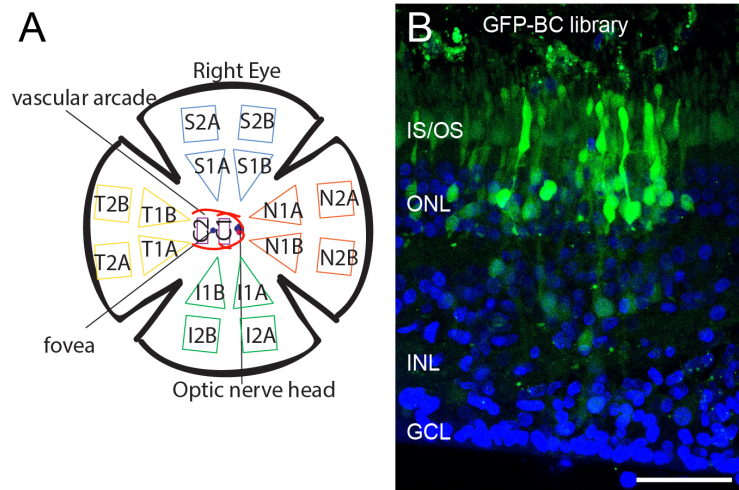 A
Right Eye
vascular arcade
S2A S2B
S1A S1B
T2B T1B N1A N2A
T2A T1A N1B N2B
I1B I1A
I2B I2A
fovea
Optic nerve head
B
GFP-BC library
IS/OS
ONL
INL
GCL